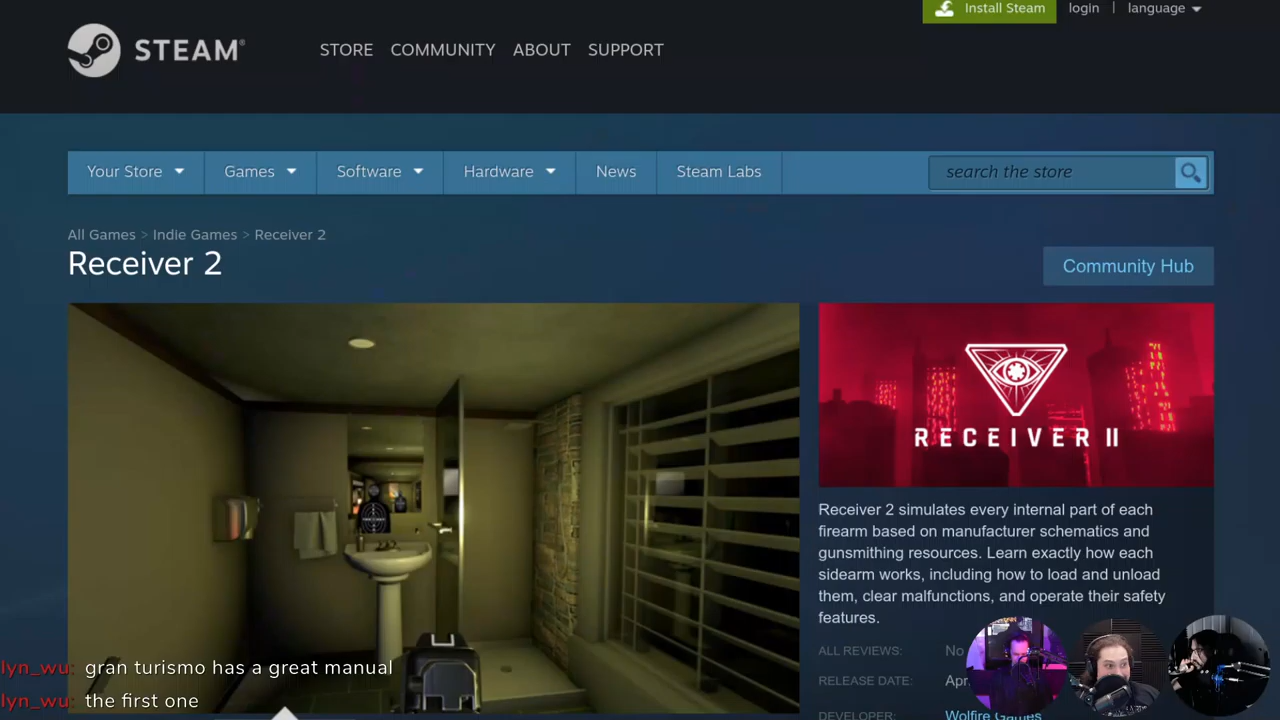 Install Steam
login
language
STEAM®
STORE
COMMUNITY
ABOUT
SUPPORT
Your Store
Games
Software
Hardware
News
Steam Labs
search the store
All Games > Indie Games > Receiver 2
Receiver 2
Community Hub
RECEIVER II
Receiver 2 simulates every internal part of each
firearm based on manufacturer schematics and
gunsmithing resources. Learn exactly how each
sidearm works, including how to load and unload
them, clear malfunctions, and operate their safety
features.
ALL REVIEWS: No
RELEASE DATE: Apr
DEVELOPER: Wolfire Games
lyn_wu: gran turismo has a great manual
lyn_wu: the first one